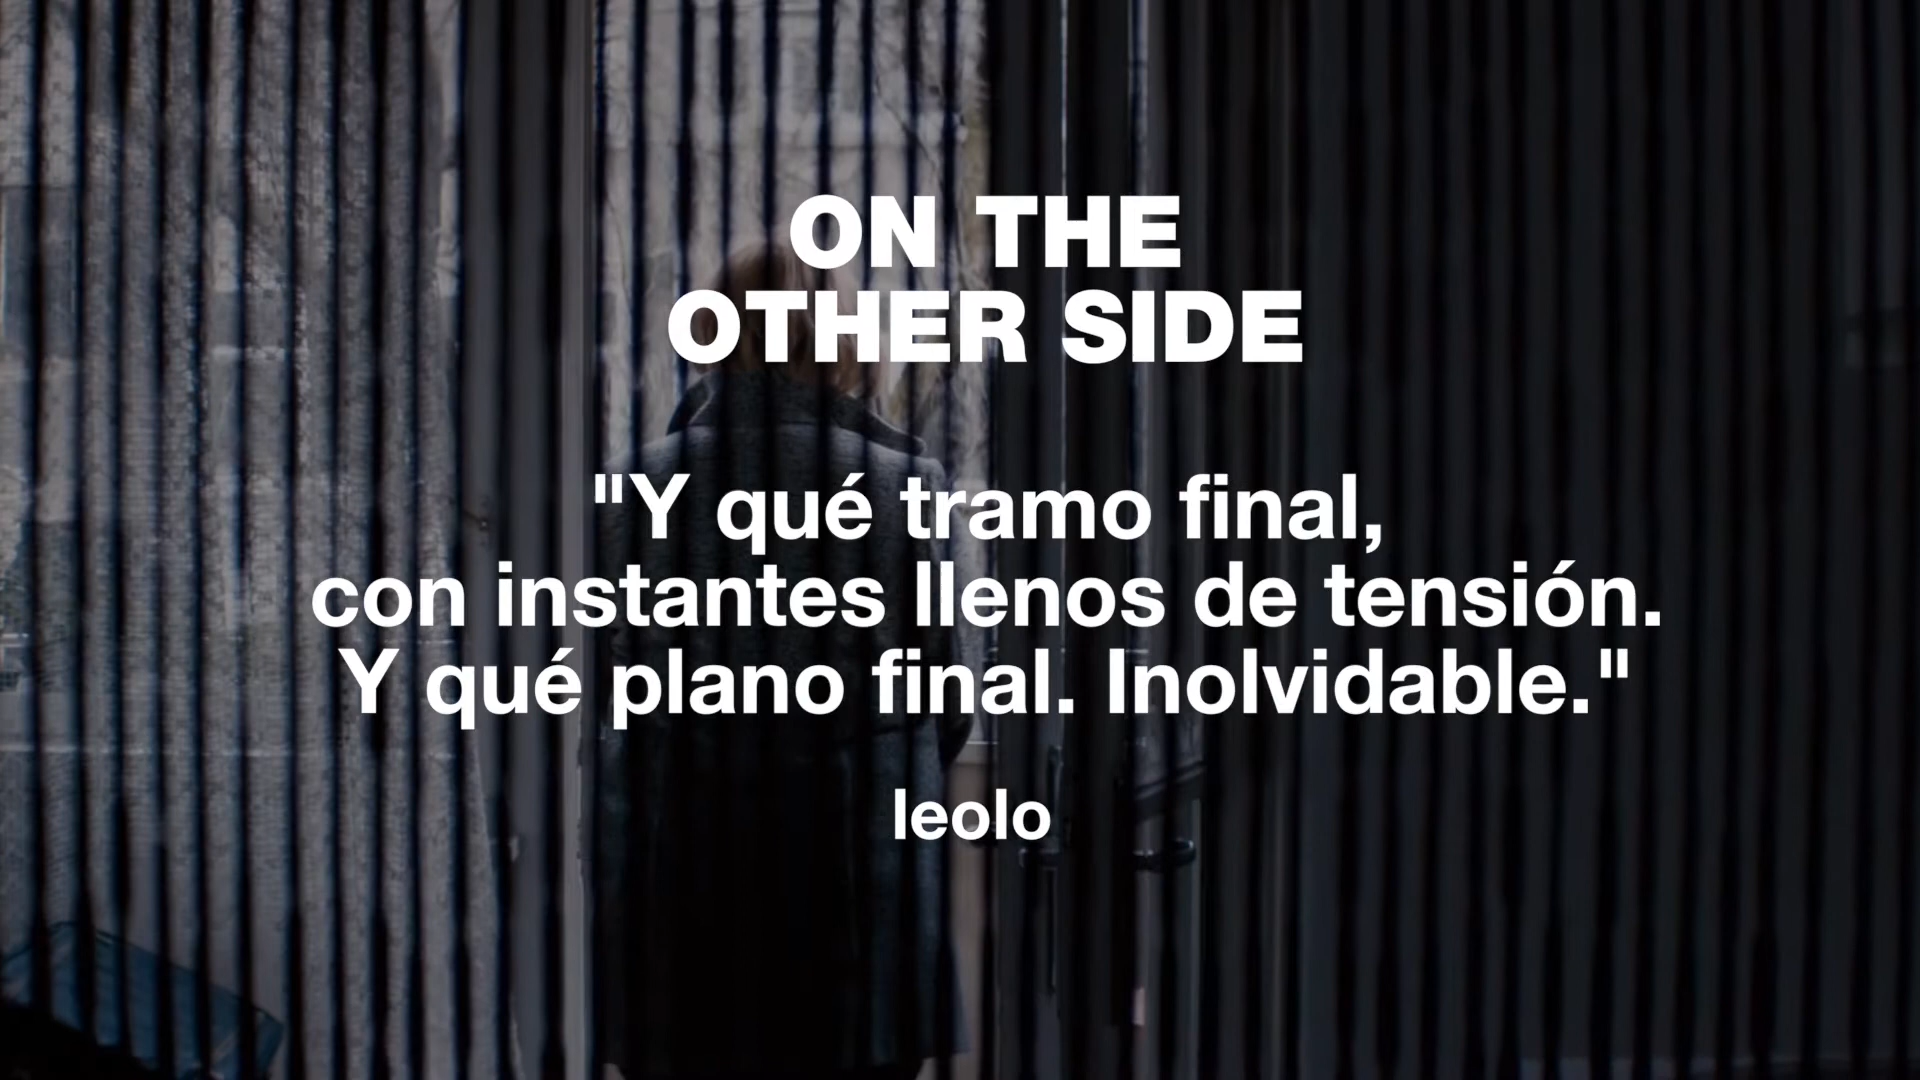 ON THE
OTHER SIDE
"Y qué tramo final,
con instantes llenos de tensión.
Y qué plano final. Inolvidable."
leolo